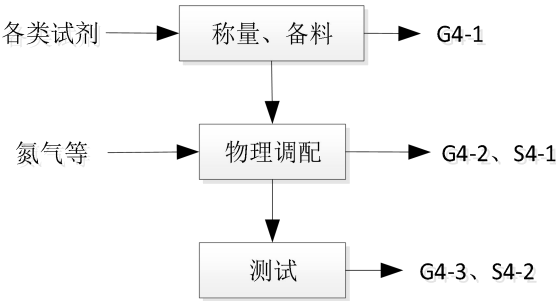 各类试剂
称量、备料
G4-1
氮气等
物理调配
G4-2、S4-1
测试
G4-3、S4-2